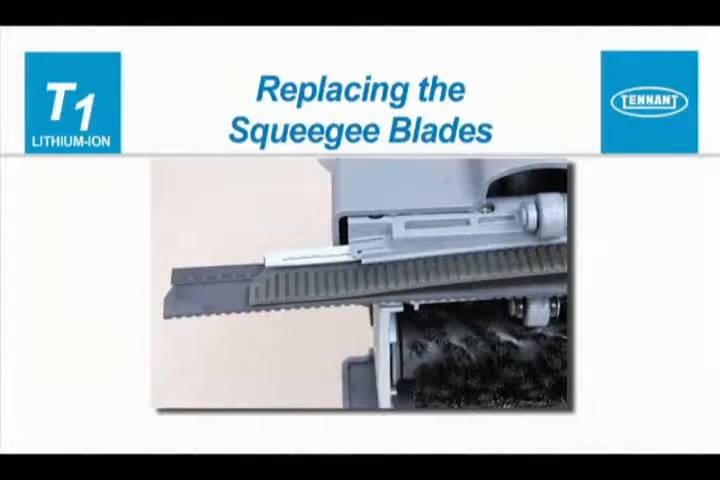 T1
LITHIUM-ION
Replacing the
Squeegee Blades
TENNANT